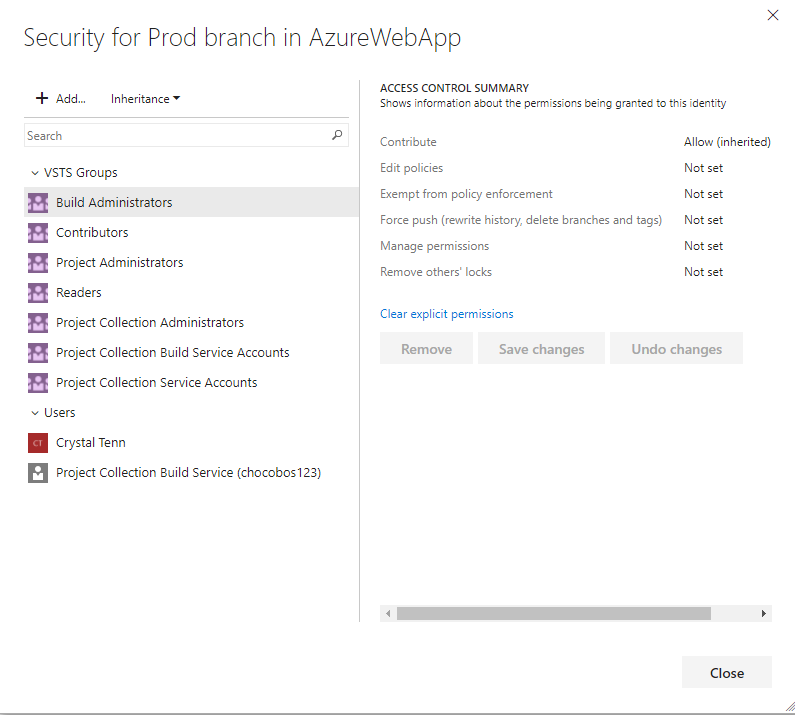 Security for Prod branch in AzureWebApp
Add...
Inheritance
Search
VSTS Groups
Build Administrators
Contributors
Project Administrators
Readers
Project Collection Administrators
Project Collection Build Service Accounts
Project Collection Service Accounts
Users
CT
Crystal Tenn
Project Collection Build Service (chocobos123)
ACCESS CONTROL SUMMARY
Shows information about the permissions being granted to this identity
Contribute Allow (inherited)
Edit policies Not set
Exempt from policy enforcement Not set
Force push (rewrite history, delete branches and tags) Not set
Manage permissions Not set
Remove others' locks Not set
Clear explicit permissions
Remove Save changes Undo changes
Close